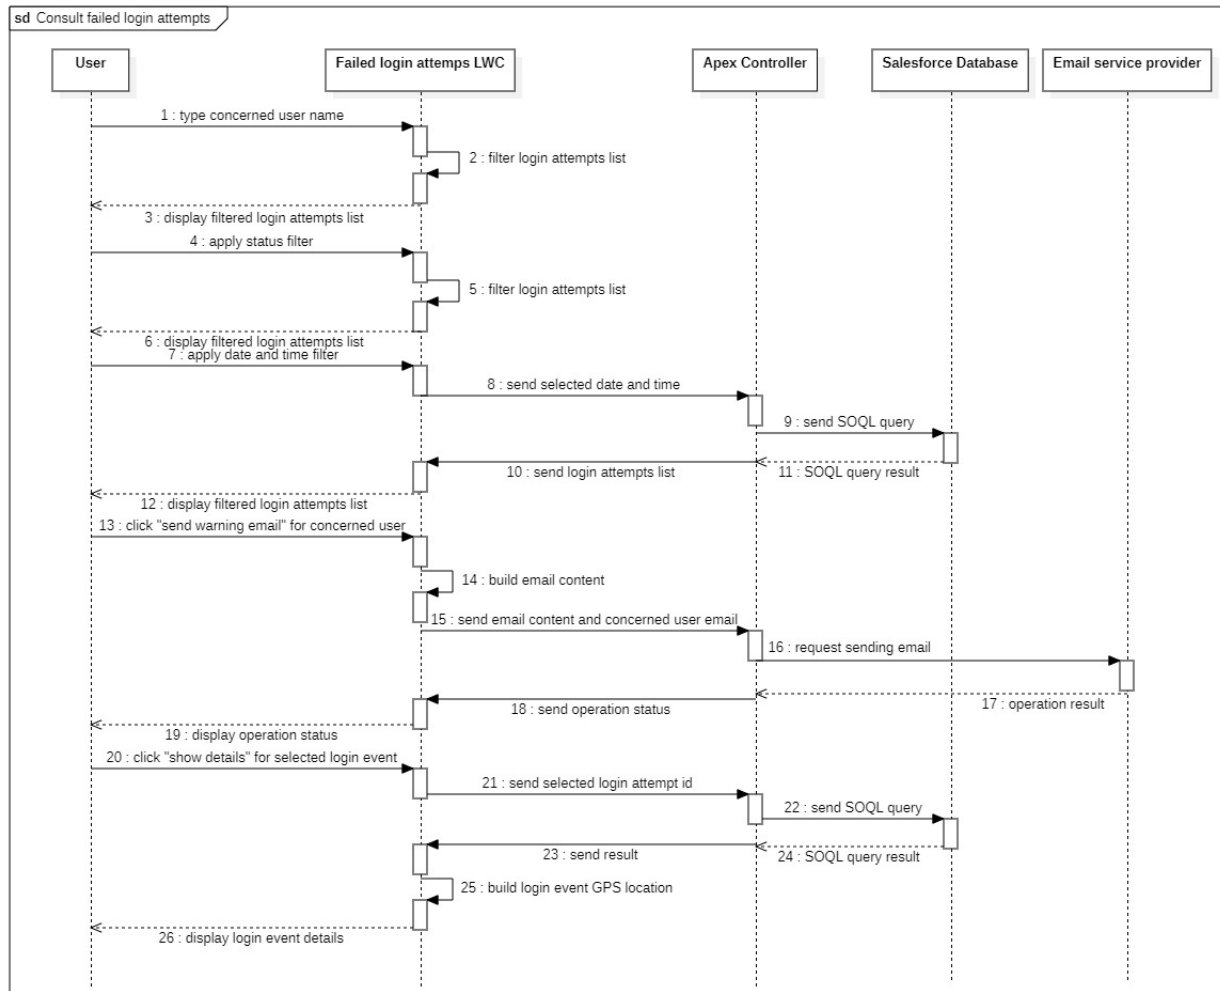 sd Consult failed login attempts
User
Failed login attemps LWC
Apex Controller
Salesforce Database
Email service provider
1 : type concerned user name
2 : filter login attempts list
3 : display filtered login attempts list
4 : apply status filter
5 : filter login attempts list
6 : display filtered login attempts list
7 : apply date and time filter
8 : send selected date and time
9 : send SOQL query
10 : send login attempts list
11 : SOQL query result
12 : display filtered login attempts list
13 : click "send warning email" for concerned user
14 : build email content
15 : send email content and concerned user email
16 : request sending email
17 : operation result
18 : send operation status
19 : display operation status
20 : click "show details" for selected login event
21 : send selected login attempt id
22 : send SOQL query
23 : send result
24 : SOQL query result
25 : build login event GPS location
26 : display login event details